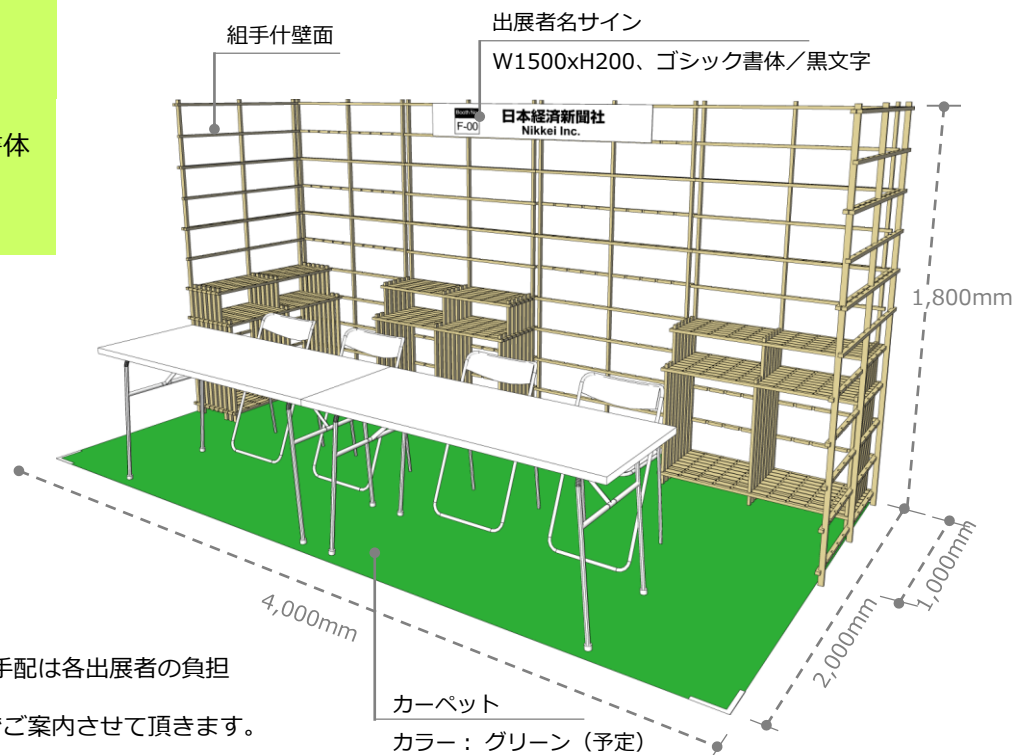 出展者名サイン
組手什壁面
W1500xH200、ゴシック書体／黒文字
日本経済新聞社
F-00
Nikkei Inc.
体
1,800mm
1,000mm
2,000mm
4,000mm
手配は各出展者の負担
ご案内させて頂きます。
カーペット
カラー： グリーン（予定）